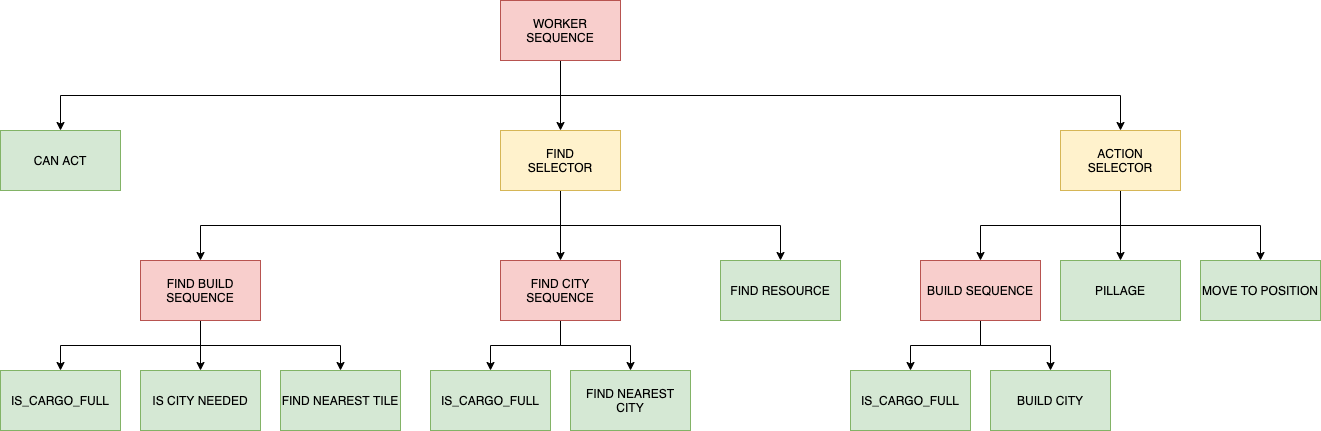 WORKER
SEQUENCE
CAN ACT
FIND
SELECTOR
ACTION
SELECTOR
FIND BUILD
SEQUENCE
FIND CITY
SEQUENCE
FIND RESOURCE
BUILD SEQUENCE
PILLAGE
MOVE TO POSITION
IS_CARGO_FULL
IS CITY NEEDED
FIND NEAREST TILE
IS_CARGO_FULL
FIND NEAREST
CITY
IS_CARGO_FULL
BUILD CITY